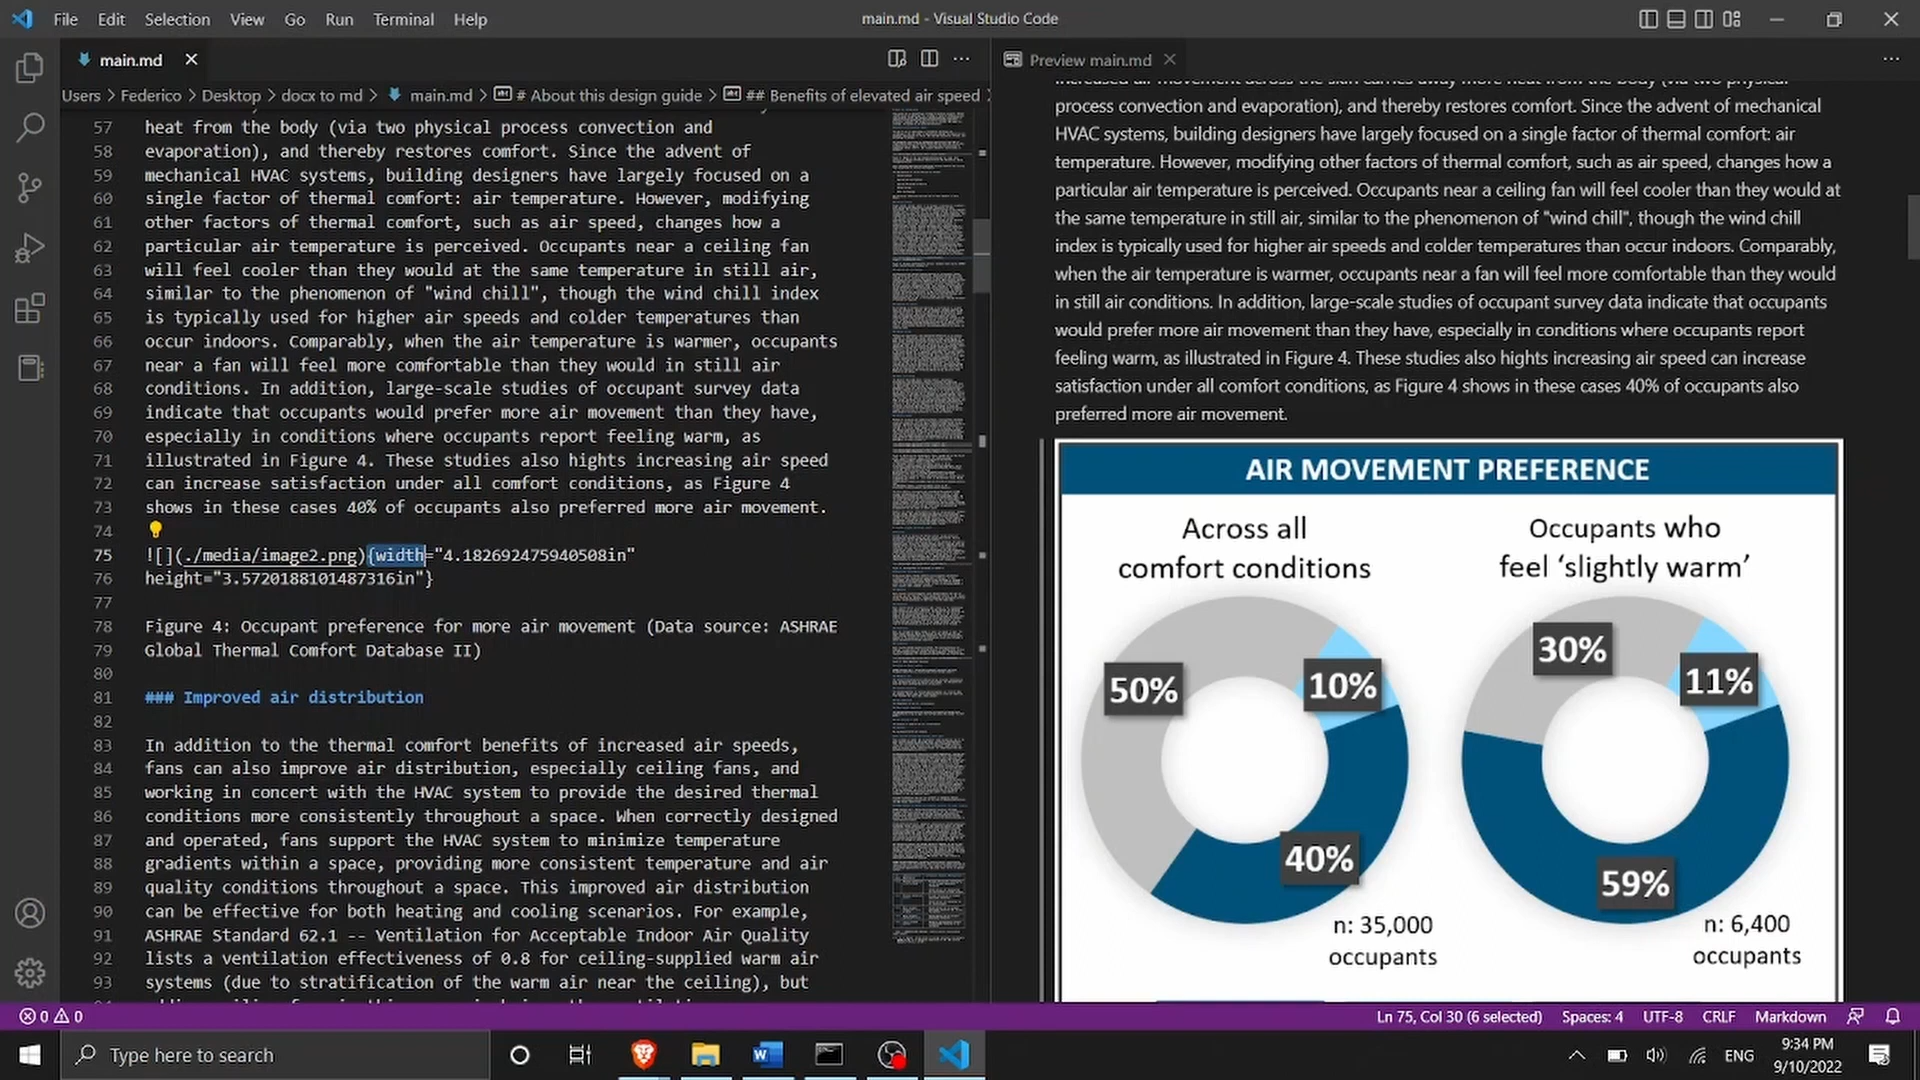 File Edit Selection View Go Run Terminal Help
main.md - Visual Studio Code
main.md
Users > Federico > Desktop > docx to md > main.md > # About this design guide > ## Benefits of elevated air speed >
57 heat from the body (via two physical process convection and
58 evaporation), and thereby restores comfort. Since the advent of
59 mechanical HVAC systems, building designers have largely focused on a
60 single factor of thermal comfort: air temperature. However, modifying
61 other factors of thermal comfort, such as air speed, changes how a
62 particular air temperature is perceived. Occupants near a ceiling fan
63 will feel cooler than they would at the same temperature in still air,
64 similar to the phenomenon of "wind chill", though the wind chill index
65 is typically used for higher air speeds and colder temperatures than
66 occur indoors. Comparably, when the air temperature is warmer, occupants
67 near a fan will feel more comfortable than they would in still air
68 conditions. In addition, large-scale studies of occupant survey data
69 indicate that occupants would prefer more air movement than they have,
70 especially in conditions where occupants report feeling warm, as
71 illustrated in Figure 4. These studies also hights increasing air speed
72 can increase satisfaction under all comfort conditions, as Figure 4
73 shows in these cases 40% of occupants also preferred more air movement.
74
75 ![](./media/image2.png){width="4.182692475940508in"
76 height="3.5720188101487316in"}
77
78 Figure 4: Occupant preference for more air movement (Data source: ASHRAE
79 Global Thermal Comfort Database II)
80
81 ### Improved air distribution
82
83 In addition to the thermal comfort benefits of increased air speeds,
84 fans can also improve air distribution, especially ceiling fans, and
85 working in concert with the HVAC system to provide the desired thermal
86 conditions more consistently throughout a space. When correctly designed
87 and operated, fans support the HVAC system to minimize temperature
88 gradients within a space, providing more consistent temperature and air
89 quality conditions throughout a space. This improved air distribution
90 can be effective for both heating and cooling scenarios. For example,
91 ASHRAE Standard 62.1 -- Ventilation for Acceptable Indoor Air Quality
92 lists a ventilation effectiveness of 0.8 for ceiling-supplied warm air
93 systems (due to stratification of the warm air near the ceiling), but
Preview main.md
increased air movement across the skin carries away more heat from the body (via two physical
process convection and evaporation), and thereby restores comfort. Since the advent of mechanical
HVAC systems, building designers have largely focused on a single factor of thermal comfort: air
temperature. However, modifying other factors of thermal comfort, such as air speed, changes how a
particular air temperature is perceived. Occupants near a ceiling fan will feel cooler than they would at
the same temperature in still air, similar to the phenomenon of "wind chill", though the wind chill
index is typically used for higher air speeds and colder temperatures than occur indoors. Comparably,
when the air temperature is warmer, occupants near a fan will feel more comfortable than they would
in still air conditions. In addition, large-scale studies of occupant survey data indicate that occupants
would prefer more air movement than they have, especially in conditions where occupants report
feeling warm, as illustrated in Figure 4. These studies also hights increasing air speed can increase
satisfaction under all comfort conditions, as Figure 4 shows in these cases 40% of occupants also
preferred more air movement.
AIR MOVEMENT PREFERENCE
Across all
comfort conditions
50%
10%
40%
n: 35,000
occupants
Occupants who
feel ‘slightly warm’
30%
11%
59%
n: 6,400
occupants
0 0
Ln 75, Col 30 (6 selected) Spaces: 4 UTF-8 CRLF Markdown
Type here to search
ENG
9:34 PM
9/10/2022